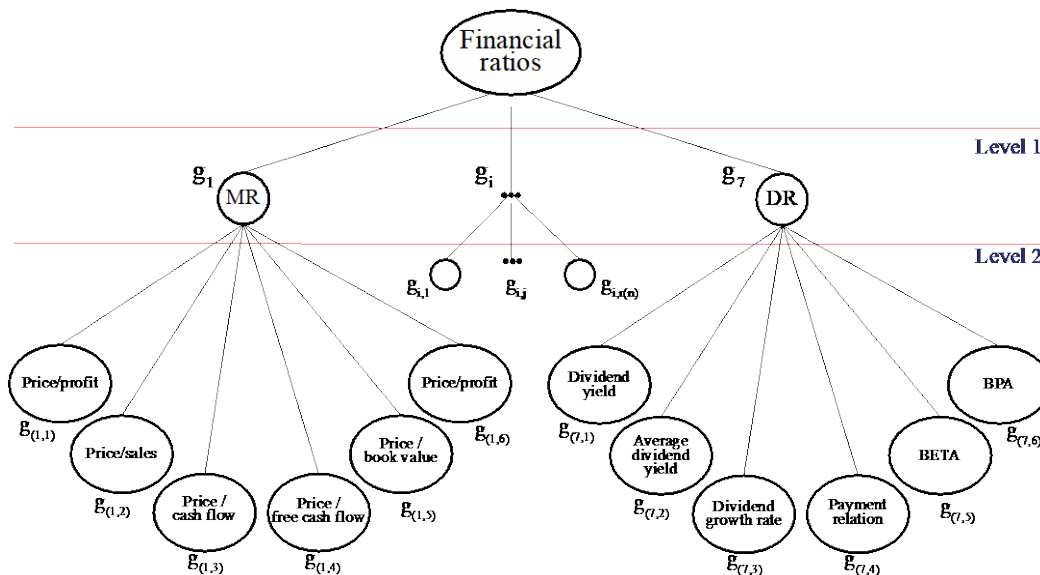 Financial
ratios
Level 1
g1
MR
gi
g7
DR
Level 2
gi,1
gi,j
gi,r(n)
Price/profit
g(1,1)
Price/sales
g(1,2)
Price /
cash flow
g(1,3)
Price /
free cash flow
g(1,4)
Price /
book value
g(1,5)
Price/profit
g(1,6)
Dividend
yield
g(7,1)
Average
dividend
yield
g(7,2)
Dividend
growth rate
g(7,3)
Payment
relation
g(7,4)
BETA
g(7,5)
BPA
g(7,6)